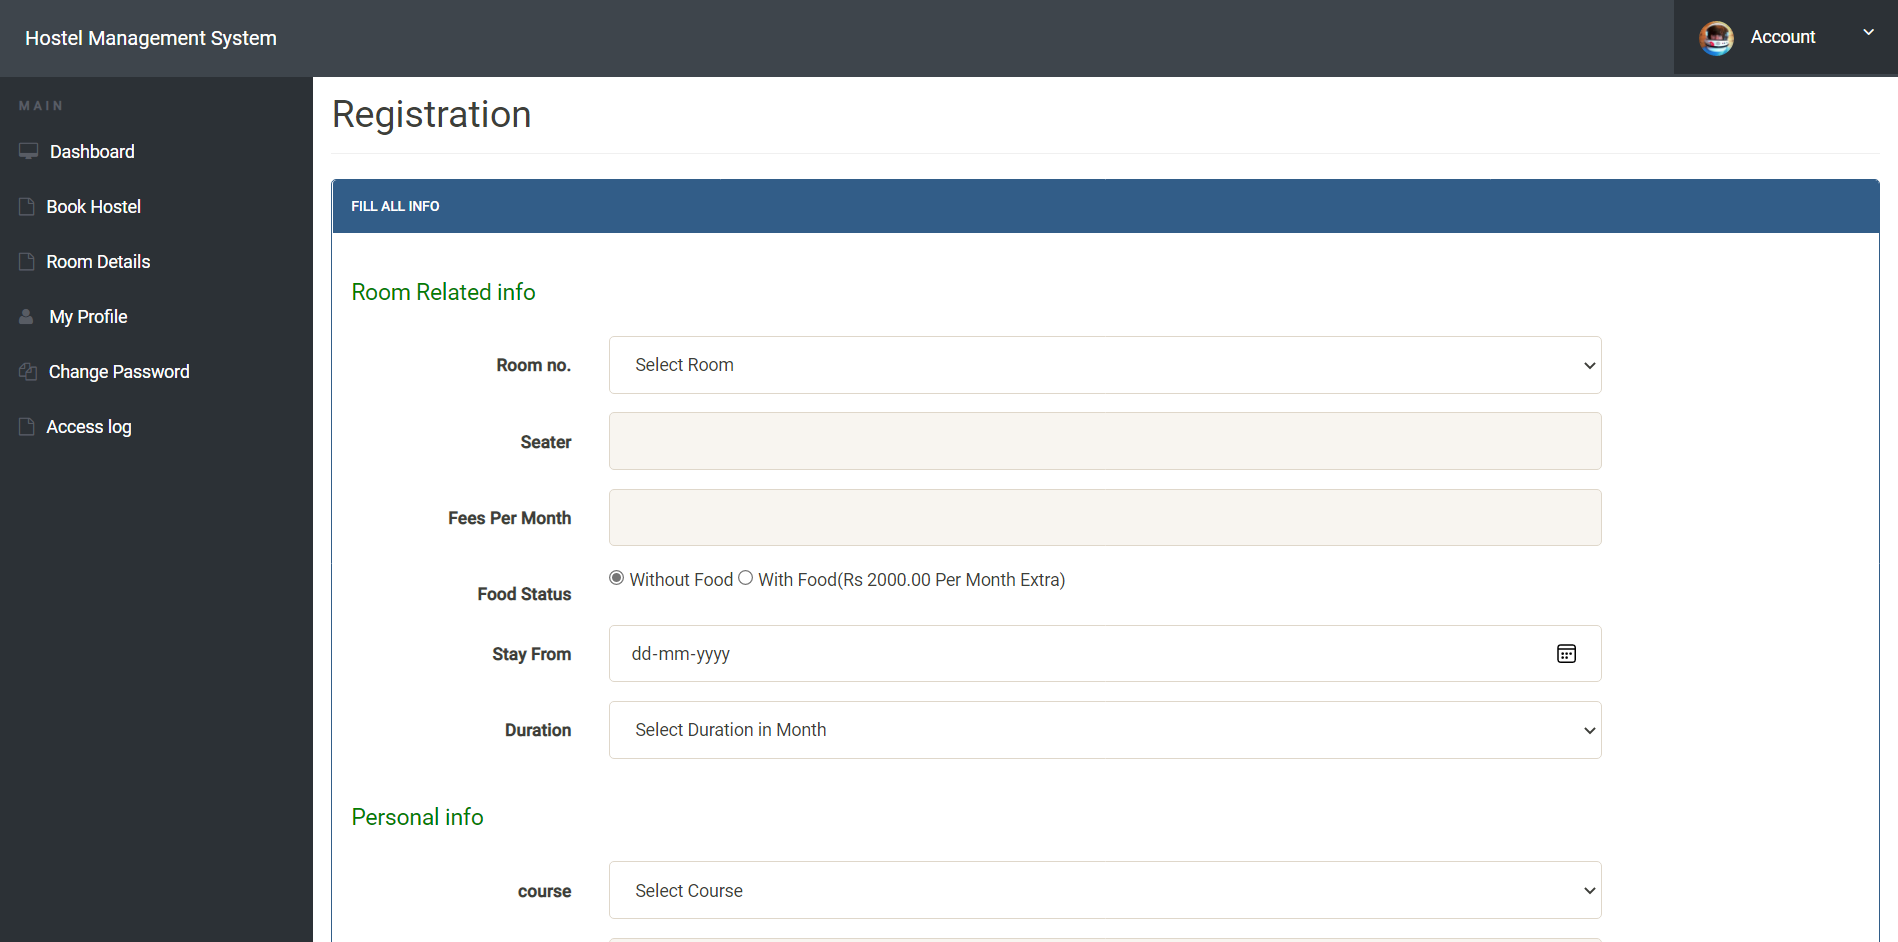 Hostel Management System
Account
MAIN
Dashboard
Book Hostel
Room Details
My Profile
Change Password
Access log
Registration
FILL ALL INFO
Room Related info
Room no.
Select Room
Seater
Fees Per Month
Food Status
Without Food With Food(Rs 2000.00 Per Month Extra)
Stay From
dd-mm-yyyy
Duration
Select Duration in Month
Personal info
course
Select Course